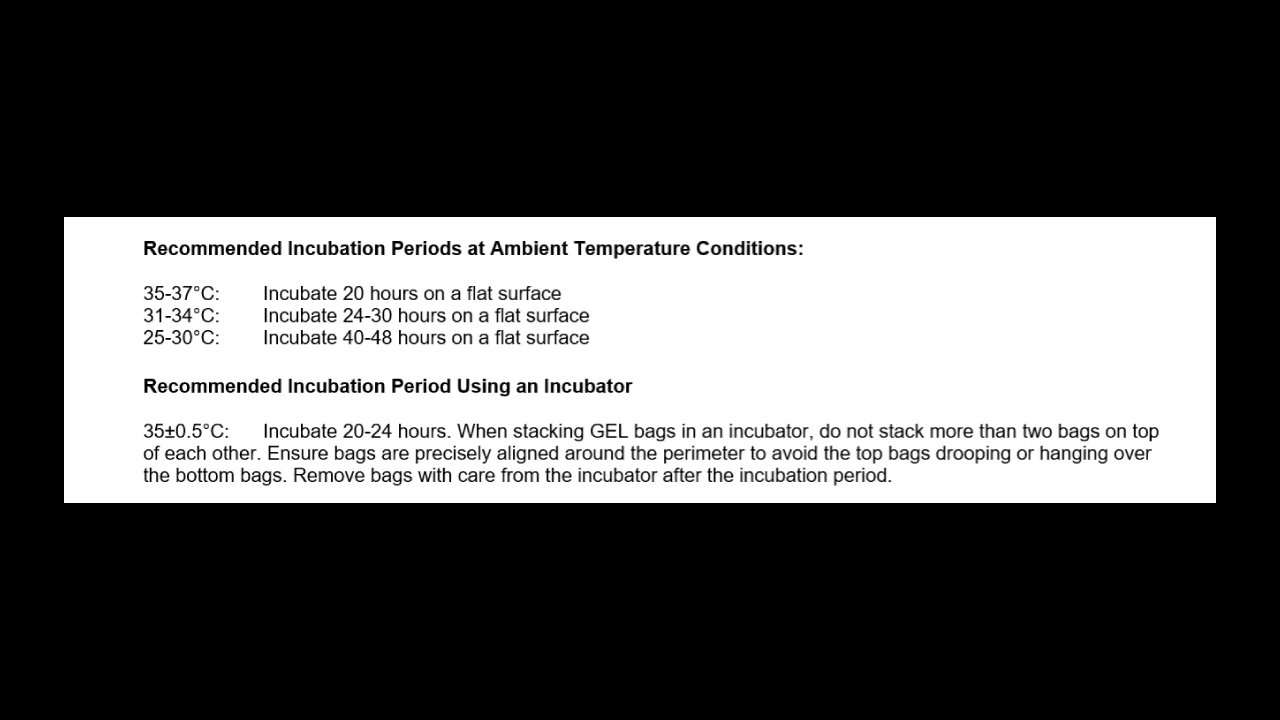 Recommended Incubation Periods at Ambient Temperature Conditions:
35-37°C: Incubate 20 hours on a flat surface
31-34°C: Incubate 24-30 hours on a flat surface
25-30°C: Incubate 40-48 hours on a flat surface
Recommended Incubation Period Using an Incubator
35±0.5°C: Incubate 20-24 hours. When stacking GEL bags in an incubator, do not stack more than two bags on top
of each other. Ensure bags are precisely aligned around the perimeter to avoid the top bags drooping or hanging over
the bottom bags. Remove bags with care from the incubator after the incubation period.